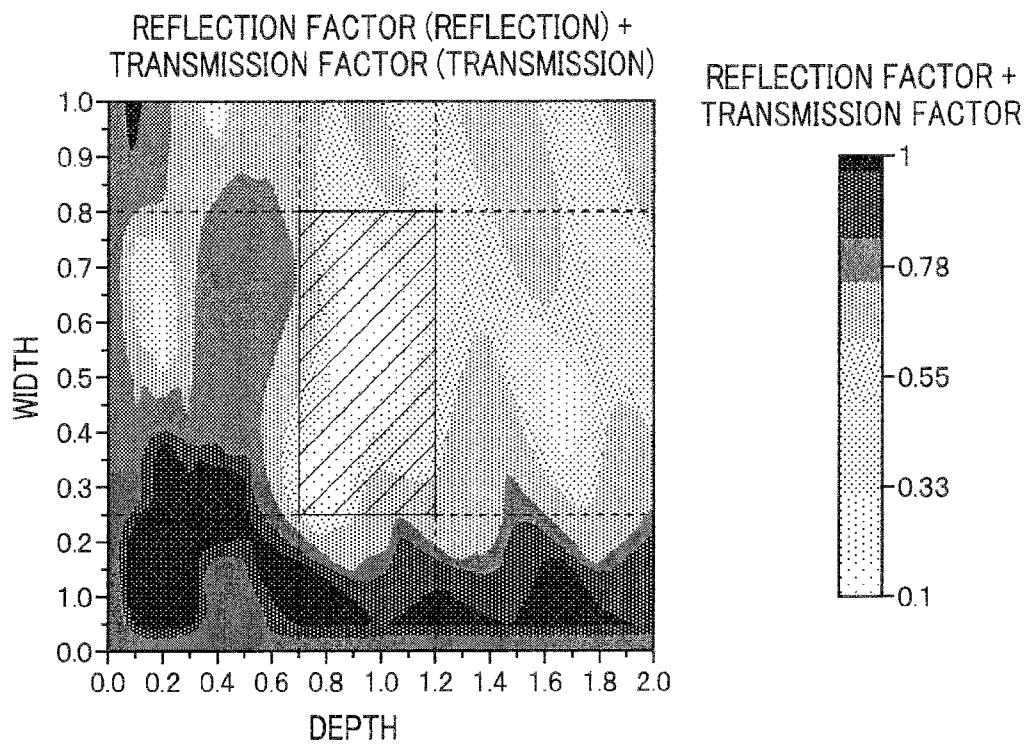 REFLECTION FACTOR (REFLECTION) +
TRANSMISSION FACTOR (TRANSMISSION)
REFLECTION FACTOR +
TRANSMISSION FACTOR
1.0
0.9
0.8
0.7
0.6
0.5
0.4
0.3
0.2
1.0
0.0
WIDTH
0.0 0.2 0.4 0.6 0.8 1.0 1.2 1.4 1.6 1.8 2.0
DEPTH
1
0.78
0.55
0.33
0.1